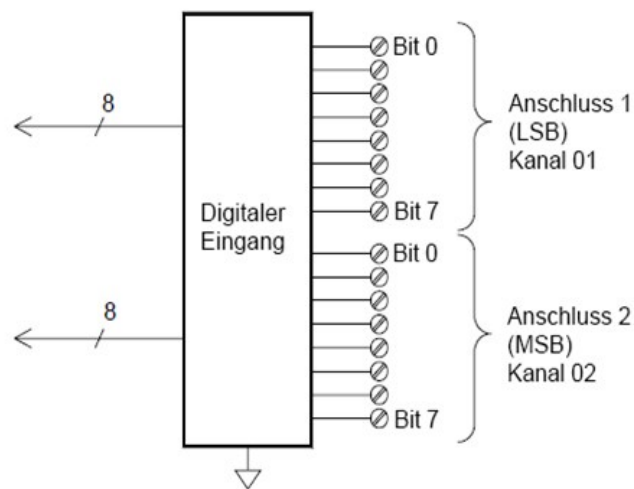 Bit 0
8
Anschluss 1
(LSB)
Kanal 01
Bit 7
Digitaler
Eingang
Bit 0
8
Anschluss 2
(MSB)
Kanal 02
Bit 7